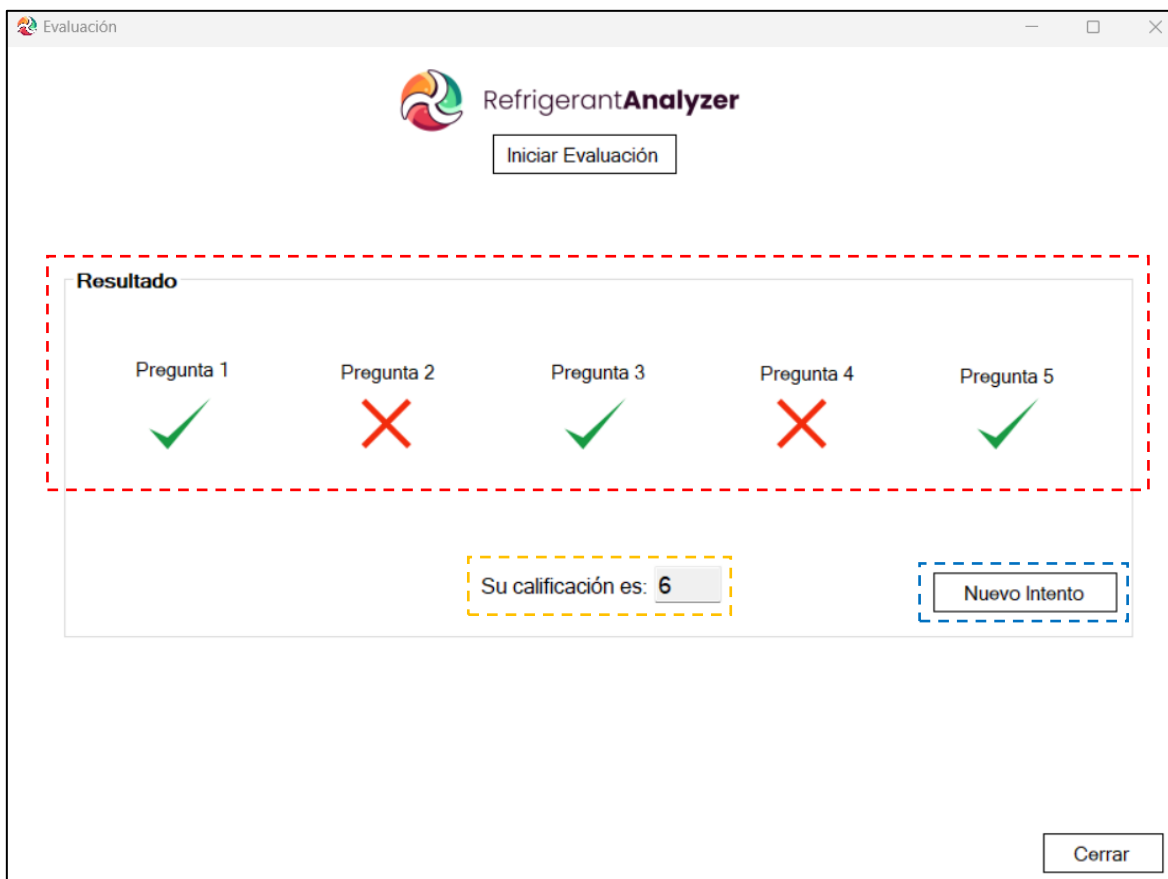 Evaluación
RefrigerantAnalyzer
Iniciar Evaluación
Resultado
Pregunta 1
Pregunta 2
Pregunta 3
Pregunta 4
Pregunta 5
Su calificación es: 6
Nuevo Intento
Cerrar